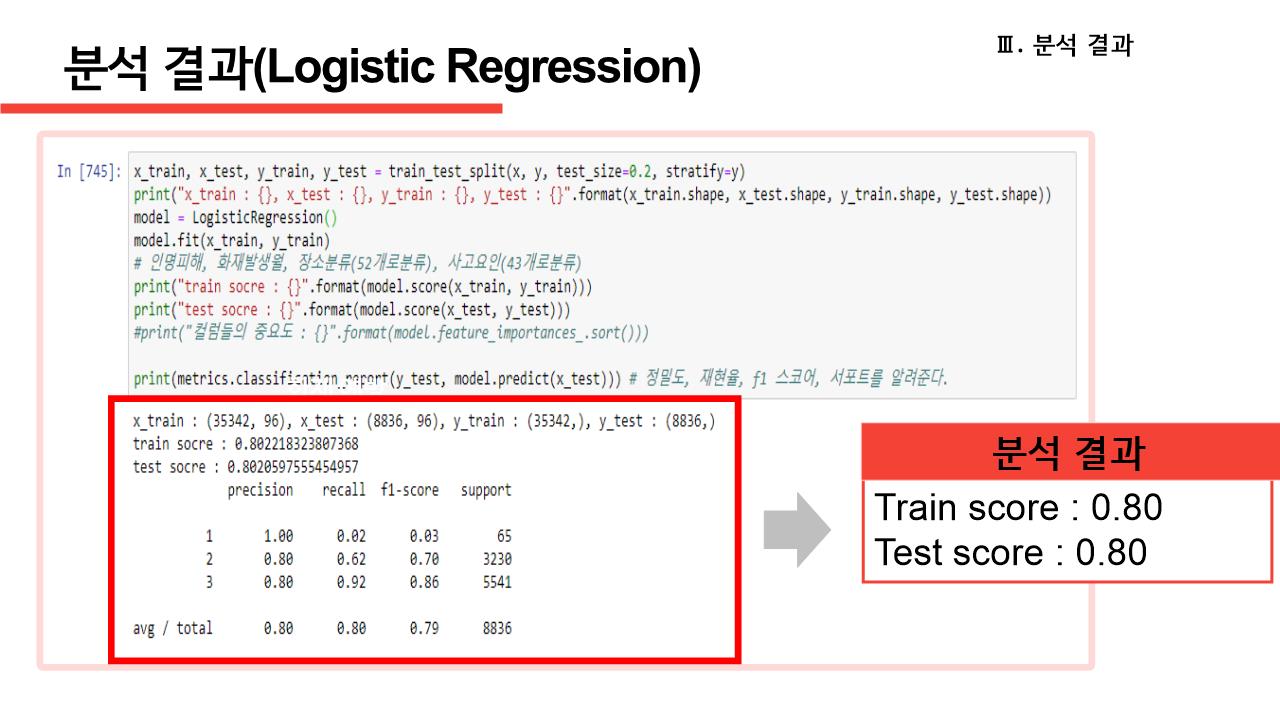 분석 결과(Logistic Regression)
Ⅲ. 분석 결과
In [745]: x_train, x_test, y_train, y_test = train_test_split(x, y, test_size=0.2, stratify=y)
print("x_train : {}, x_test : {}, y_train : {}, y_test : {}".format(x_train.shape, x_test.shape, y_train.shape, y_test.shape))
model = LogisticRegression()
model.fit(x_train, y_train)
# 인명피해, 화재발생월, 장소분류(52개로분류), 사고요인(43개로분류)
print("train socre : {}".format(model.score(x_train, y_train)))
print("test socre : {}".format(model.score(x_test, y_test)))
#print("컬럼들의 중요도 : {}".format(model.feature_importances_.sort()))
print(metrics.classification_report(y_test, model.predict(x_test))) # 정밀도, 재현율, f1 스코어, 서포트를 알려준다.
x_train : (35342, 96), x_test : (8836, 96), y_train : (35342,), y_test : (8836,)
train socre : 0.802218323807368
test socre : 0.8020597555454957
precision recall f1-score support
1 1.00 0.02 0.03 65
2 0.80 0.62 0.70 3230
3 0.80 0.92 0.86 5541
avg / total 0.80 0.80 0.79 8836
분석 결과
Train score : 0.80
Test score : 0.80